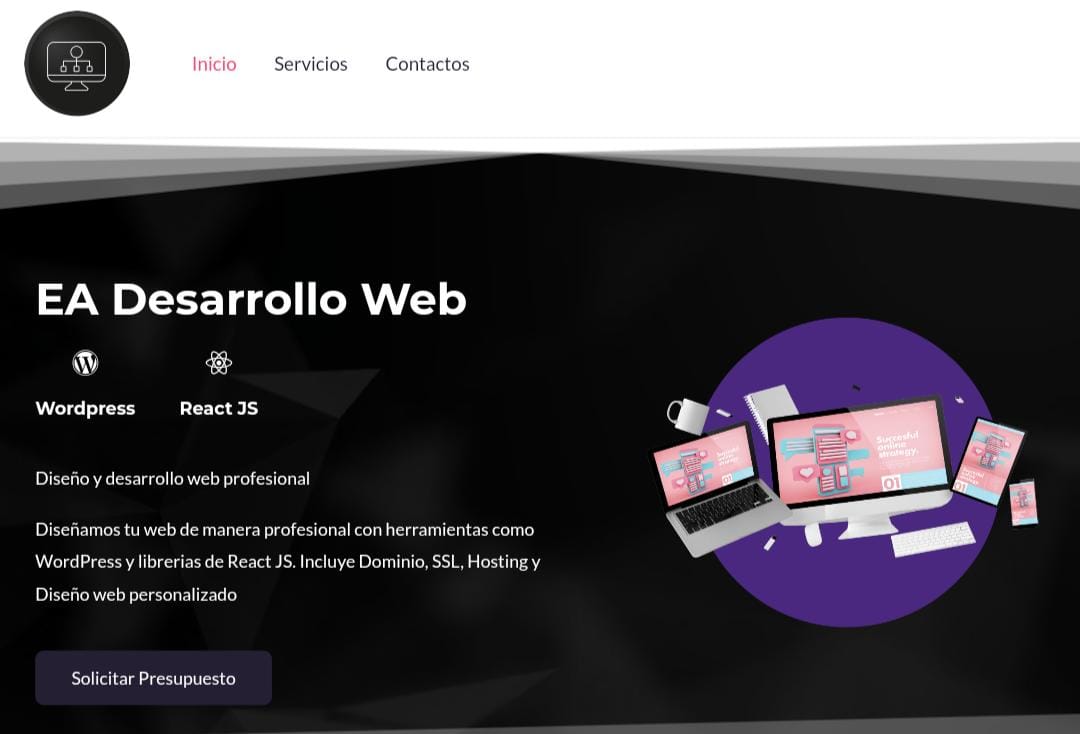 Inicio Servicios Contactos
EA Desarrollo Web
Wordpress React JS
Diseño y desarrollo web profesional
Diseñamos tu web de manera profesional con herramientas como
WordPress y librerias de React JS. Incluye Dominio, SSL, Hosting y
Diseño web personalizado
Solicitar Presupuesto
Succesful
online
strategy.
01